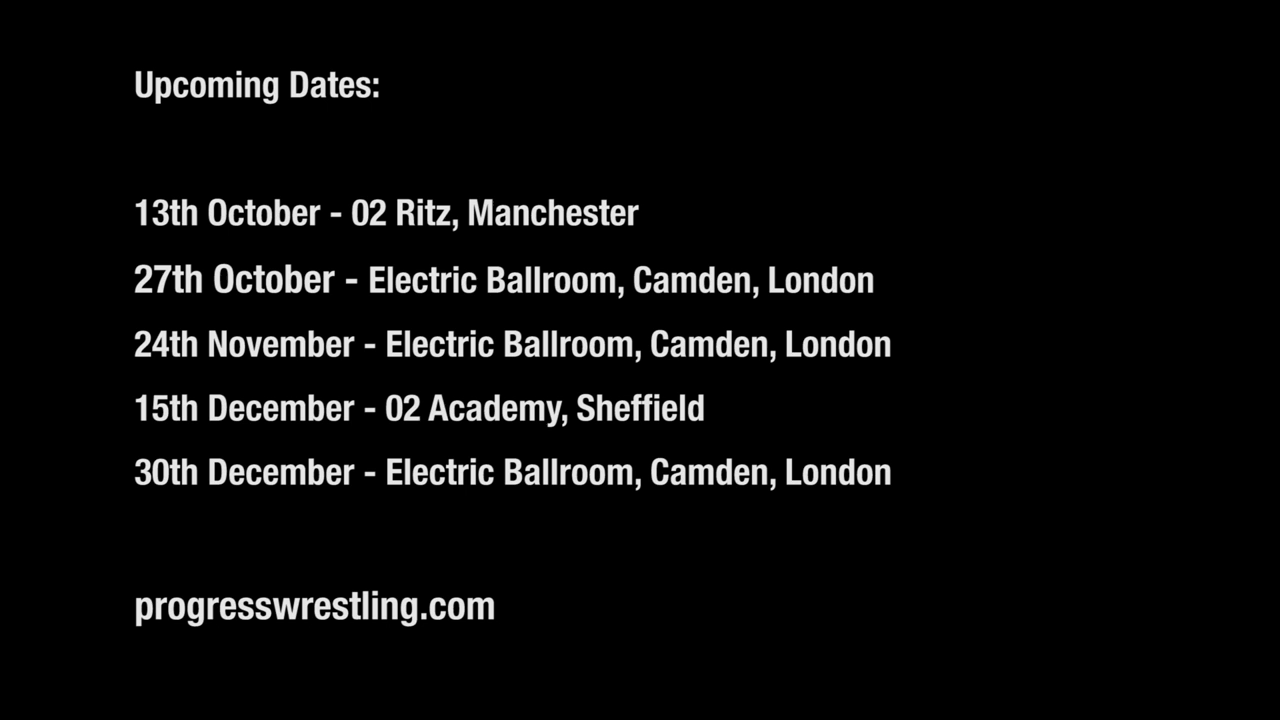 Upcoming Dates:
13th October - 02 Ritz, Manchester
27th October - Electric Ballroom, Camden, London
24th November - Electric Ballroom, Camden, London
15th December - 02 Academy, Sheffield
30th December - Electric Ballroom, Camden, London
progresswrestling.com